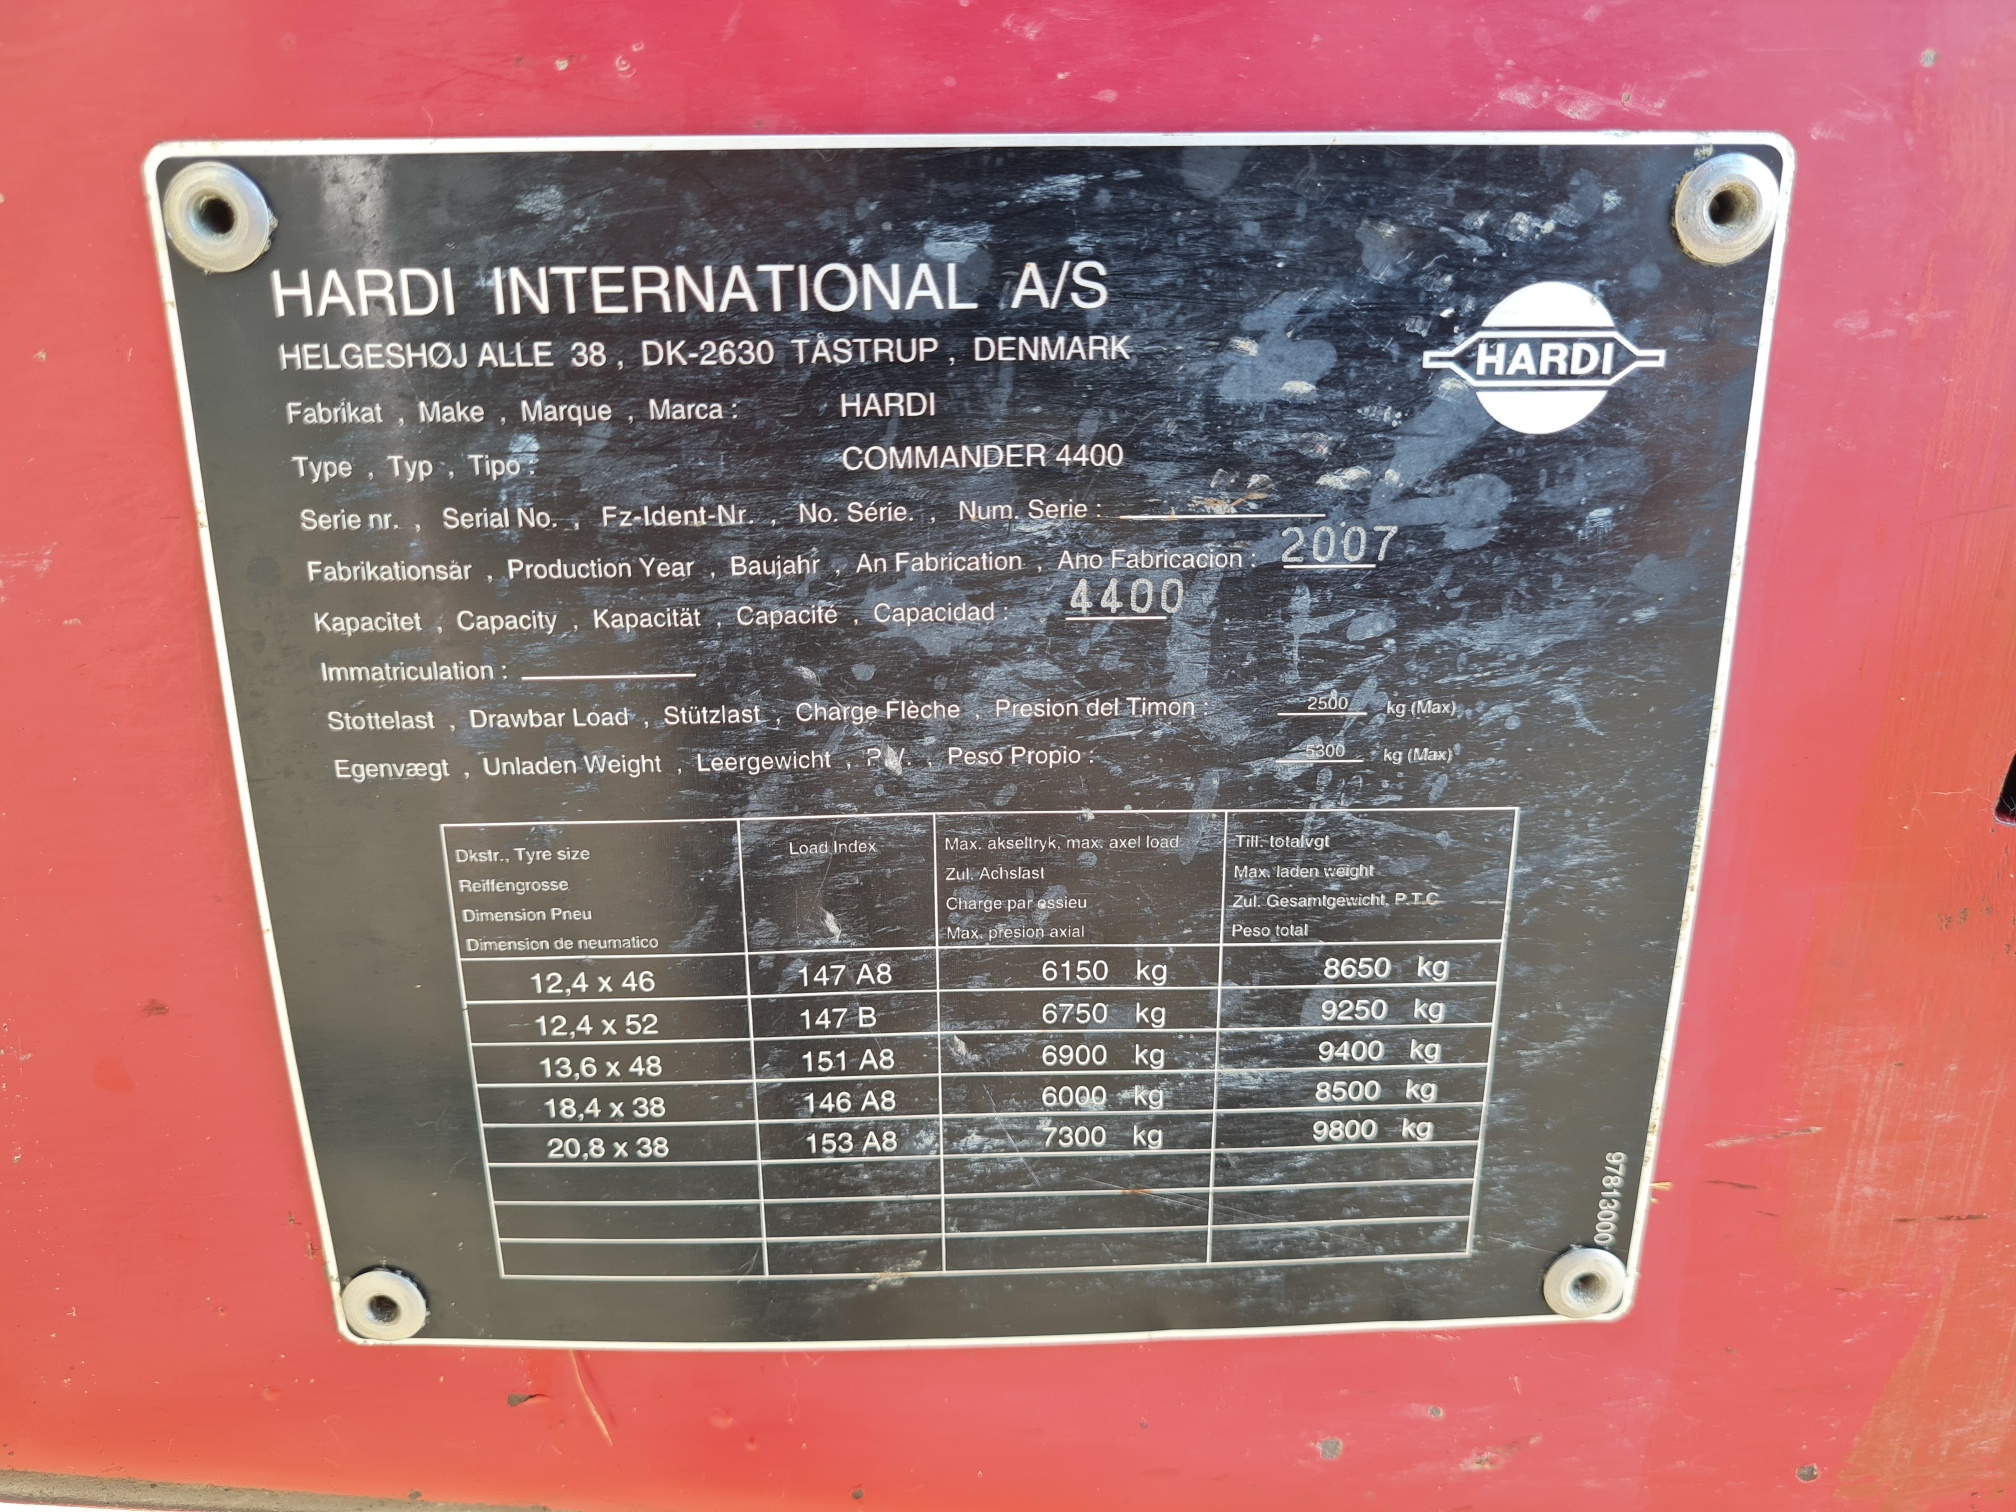 HARDI INTERNATIONAL A/S
HELGESHØJ ALLE 38 , DK-2630 TÅSTRUP , DENMARK
HARDI
Fabrikat , Make , Marque , Marca : HARDI
Type , Typ , Tipo : COMMANDER 4400
Serie nr. , Serial No. , Fz-Ident-Nr. , No. Série. , Num. Serie :
Fabrikationsår , Production Year , Baujahr , An Fabrication , Ano Fabricacion : 2007
Kapacitet , Capacity , Kapacität , Capacité , Capacidad : 4400
Immatriculation :
Stottelast , Drawbar Load , Stützlast , Charge Flèche , Presion del Timon : 2500 kg (Max)
Egenvægt , Unladen Weight , Leergewicht , P.V. , Peso Propio : 5300 kg (Max)
Dkstr., Tyre size
Reiffengrosse
Dimension Pneu
Dimension de neumatico
Load Index
Max. akseltryk, max. axel load
Zul. Achslast
Charge par essieu
Max. presion axial
Till. totalvgt
Max. laden weight
Zul. Gesamtgewicht, P.T.C
Peso total
12,4 x 46 147 A8 6150 kg 8650 kg
12,4 x 52 147 B 6750 kg 9250 kg
13,6 x 48 151 A8 6900 kg 9400 kg
18,4 x 38 146 A8 6000 kg 8500 kg
20,8 x 38 153 A8 7300 kg 9800 kg
97813000